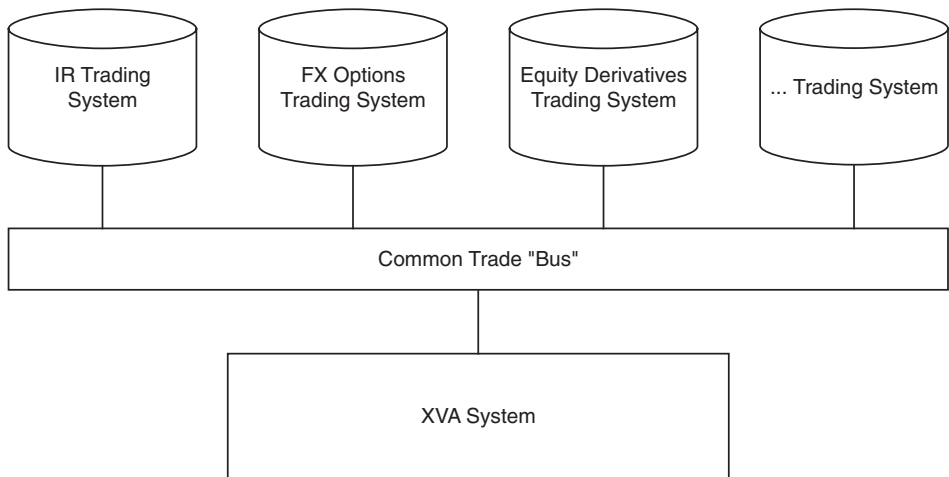 IR Trading
System
FX Options
Trading System
Equity Derivatives
Trading System
... Trading System
Common Trade "Bus"
XVA System